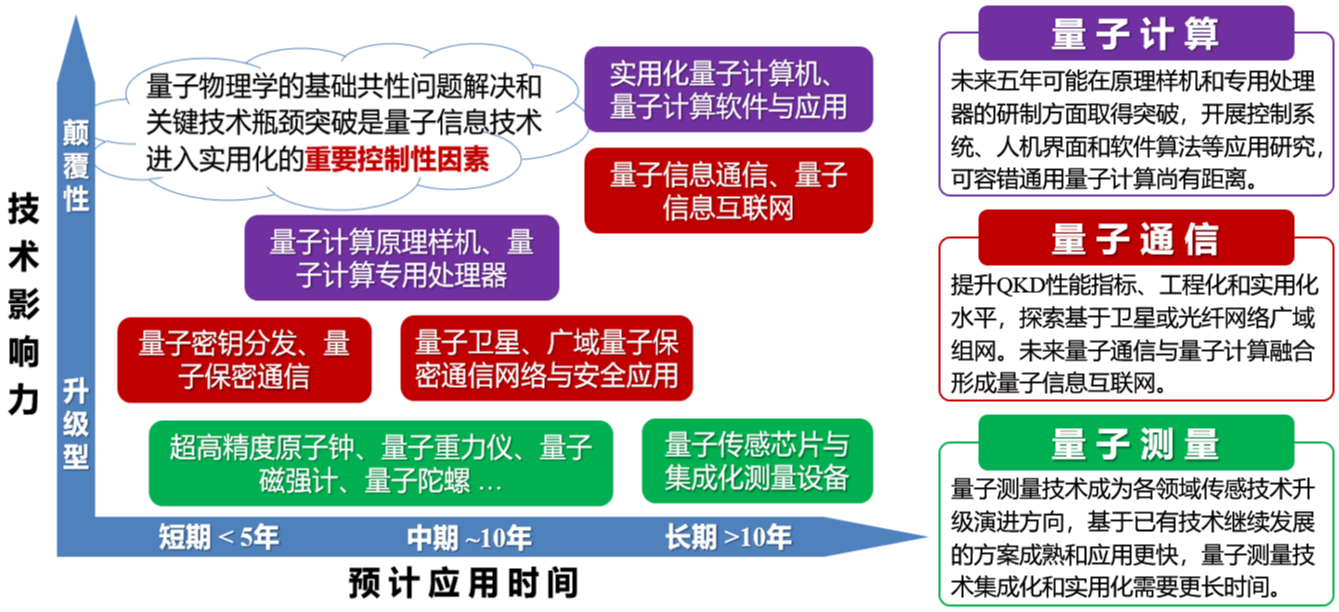 技术影响力
颠覆性
升级型
量子物理学的基础共性问题解决和
关键技术瓶颈突破是量子信息技术
进入实用化的重要控制性因素
实用化量子计算机、
量子计算软件与应用
量子信息通信、量子
信息互联网
量子计算原理样机、量
子计算专用处理器
量子密钥分发、量
子保密通信
量子卫星、广域量子保
密通信网络与安全应用
超高精度原子钟、量子重力仪、量子
磁强计、量子陀螺 ...
量子传感芯片与
集成化测量设备
短期 < 5年
中期 ~10年
长期 >10年
预计应用时间
量子计算
未来五年可能在原理样机和专用处理
器的研制方面取得突破，开展控制系
统、人机界面和软件算法等应用研究，
可容错通用量子计算尚有距离。
量子通信
提升QKD性能指标、工程化和实用化
水平，探索基于卫星或光纤网络广域
组网。未来量子通信与量子计算融合
形成量子信息互联网。
量子测量
量子测量技术成为各领域传感技术升
级演进方向，基于已有技术继续发展
的方案成熟和应用更快，量子测量技
术集成化和实用化需要更长时间。